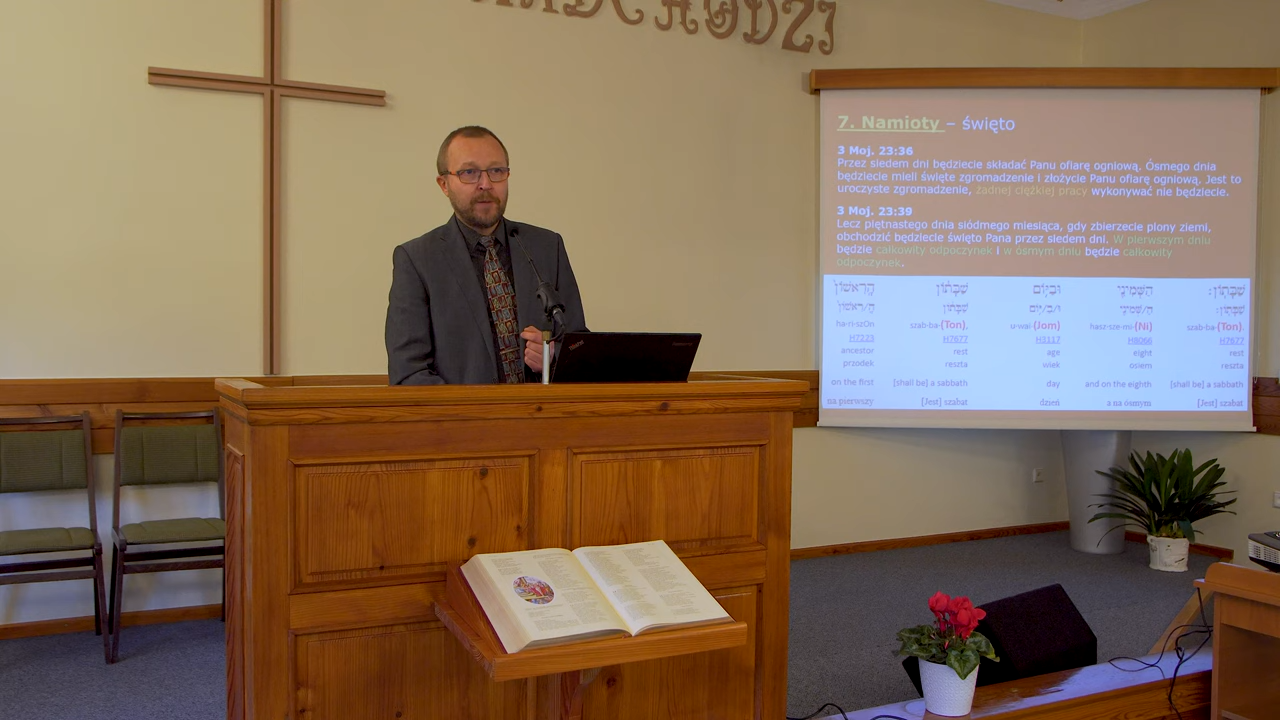 NADCHODZI
7. Namioty – święto
3 Moj. 23:36
Przez siedem dni będziecie składać Panu ofiarę ogniową. Ósmego dnia
będziecie mieli święte zgromadzenie i złożycie Panu ofiarę ogniową. Jest to
uroczyste zgromadzenie, żadnej ciężkiej pracy wykonywać nie będziecie.
3 Moj. 23:39
Lecz piętnastego dnia siódmego miesiąca, gdy zbierzecie plony ziemi,
obchodzić będziecie święto Pana przez siedem dni. W pierwszym dniu
będzie całkowity odpoczynek i w ósmym dniu będzie całkowity
odpoczynek.
הָֽרִאשׁוֹן֙ שַׁבָּת֔וֹן וּבַיּ֥וֹם הַשְּׁמִינִ֖י שַׁבָּתֽוֹן׃
הָ/רִאשׁוֹן֙ שַׁבָּת֔וֹן וּ/בַ/יּ֥וֹם הַ/שְּׁמִינִ֖י שַׁבָּתֽוֹן׃
ha-ri-szOn szab-ba-(Ton), u-wai-(Jom) hasz-sze-mi-(Ni) szab-ba-(Ton).
H7223 H7677 H3117 H8066 H7677
ancestor rest age eight rest
przodek reszta wiek osiem reszta
on the first [shall be] a sabbath day and on the eighth [shall be] a sabbath
na pierwszy [Jest] szabat dzień a na ósmym [Jest] szabat